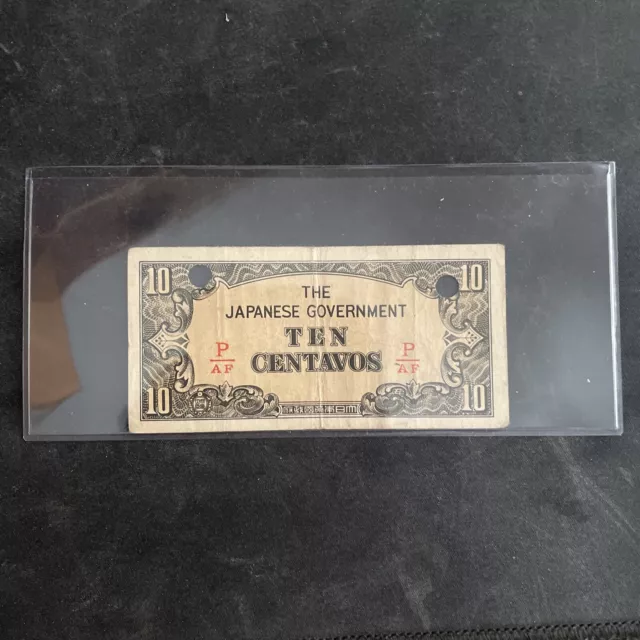 10 10
THE
JAPANESE GOVERNMENT
TEN
P P
CENTAVOS
AF AF
10 10